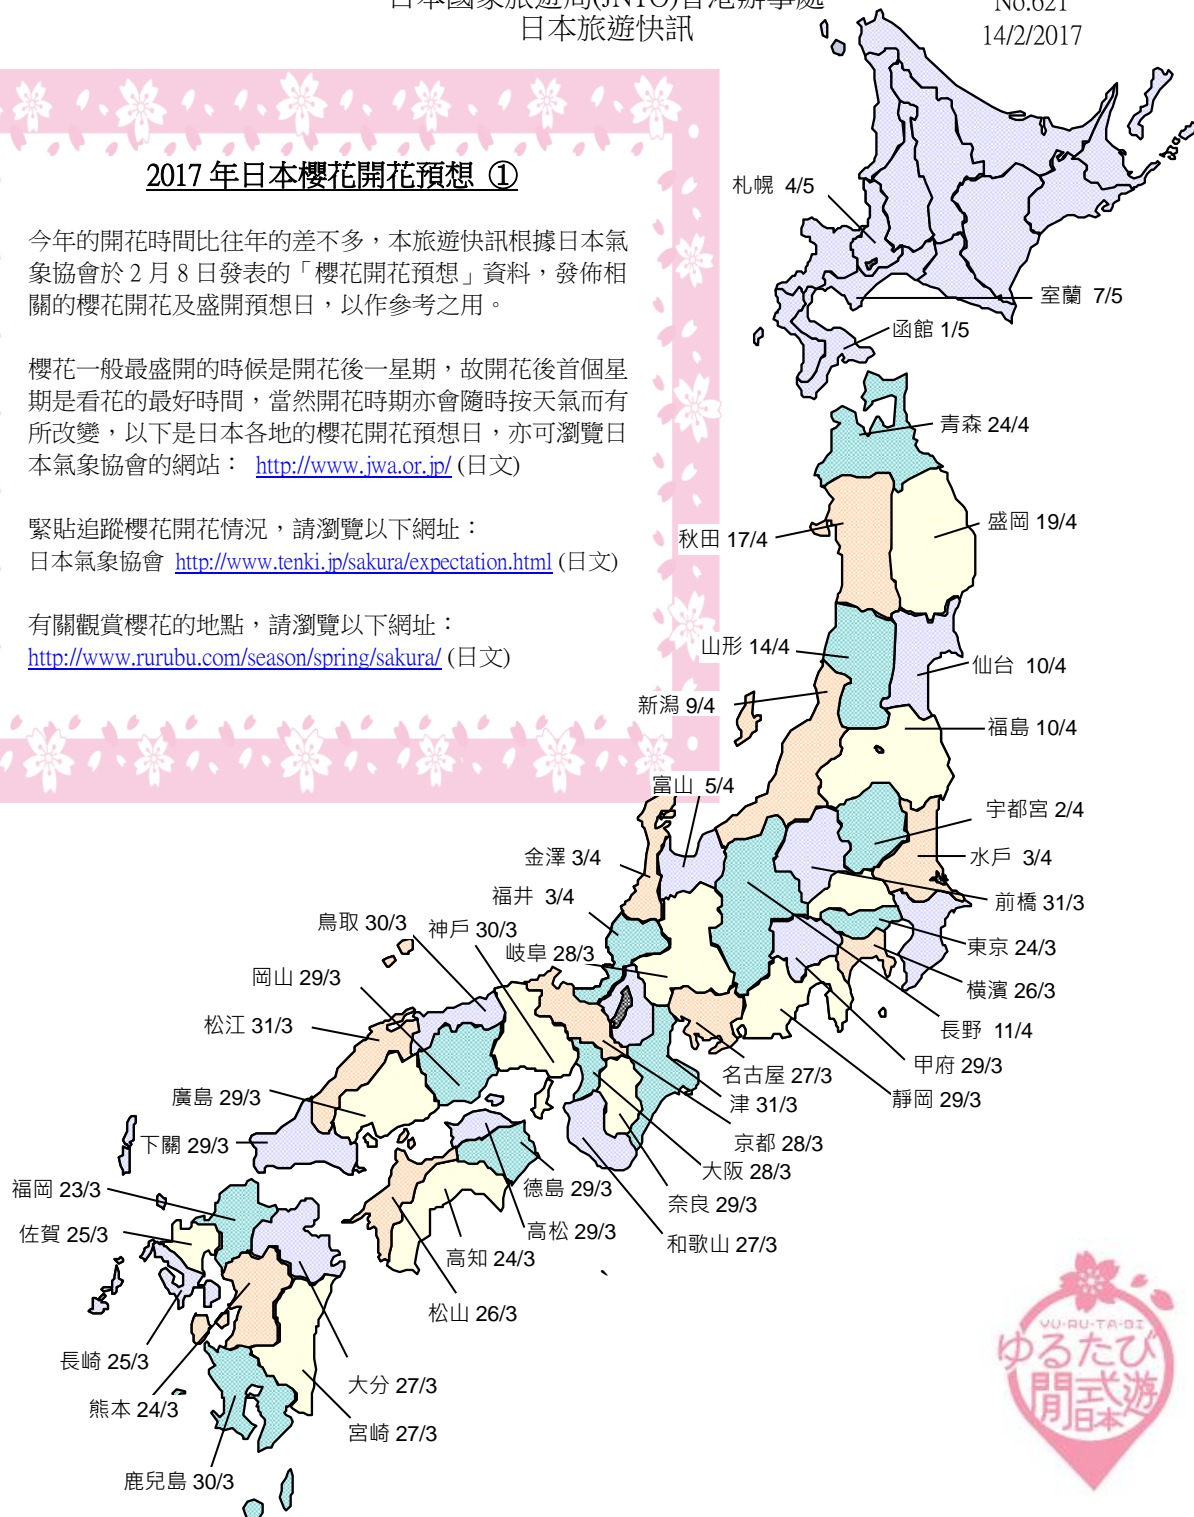 日本國家旅遊局(JNTO)香港辦事處
日本旅遊快訊
No.621
14/2/2017
2017 年日本櫻花開花預想 ①
今年的開花時間比往年的差不多，本旅遊快訊根據日本氣
象協會於 2 月 8 日發表的「櫻花開花預想」資料，發佈相
關的櫻花開花及盛開預想日，以作參考之用。
櫻花一般最盛開的時候是開花後一星期，故開花後首個星
期是看花的最好時間，當然開花時期亦會隨時按天氣而有
所改變，以下是日本各地的櫻花開花預想日，亦可瀏覽日
本氣象協會的網站： http://www.jwa.or.jp/ (日文)
緊貼追蹤櫻花開花情況，請瀏覽以下網址：
日本氣象協會 http://www.tenki.jp/sakura/expectation.html (日文)
有關觀賞櫻花的地點，請瀏覽以下網址：
http://www.rurubu.com/season/spring/sakura/ (日文)
札幌 4/5
室蘭 7/5
函館 1/5
青森 24/4
盛岡 19/4
秋田 17/4
山形 14/4
仙台 10/4
新潟 9/4
福島 10/4
富山 5/4
宇都宮 2/4
金澤 3/4
水戶 3/4
福井 3/4
前橋 31/3
鳥取 30/3
神戶 30/3
岐阜 28/3
東京 24/3
岡山 29/3
橫濱 26/3
松江 31/3
長野 11/4
甲府 29/3
名古屋 27/3
靜岡 29/3
廣島 29/3
津 31/3
下關 29/3
京都 28/3
大阪 28/3
福岡 23/3
德島 29/3
奈良 29/3
佐賀 25/3
高松 29/3
和歌山 27/3
高知 24/3
松山 26/3
長崎 25/3
大分 27/3
熊本 24/3
宮崎 27/3
鹿兒島 30/3
YU-RU-TA-BI
ゆるたび
閒式遊
日本